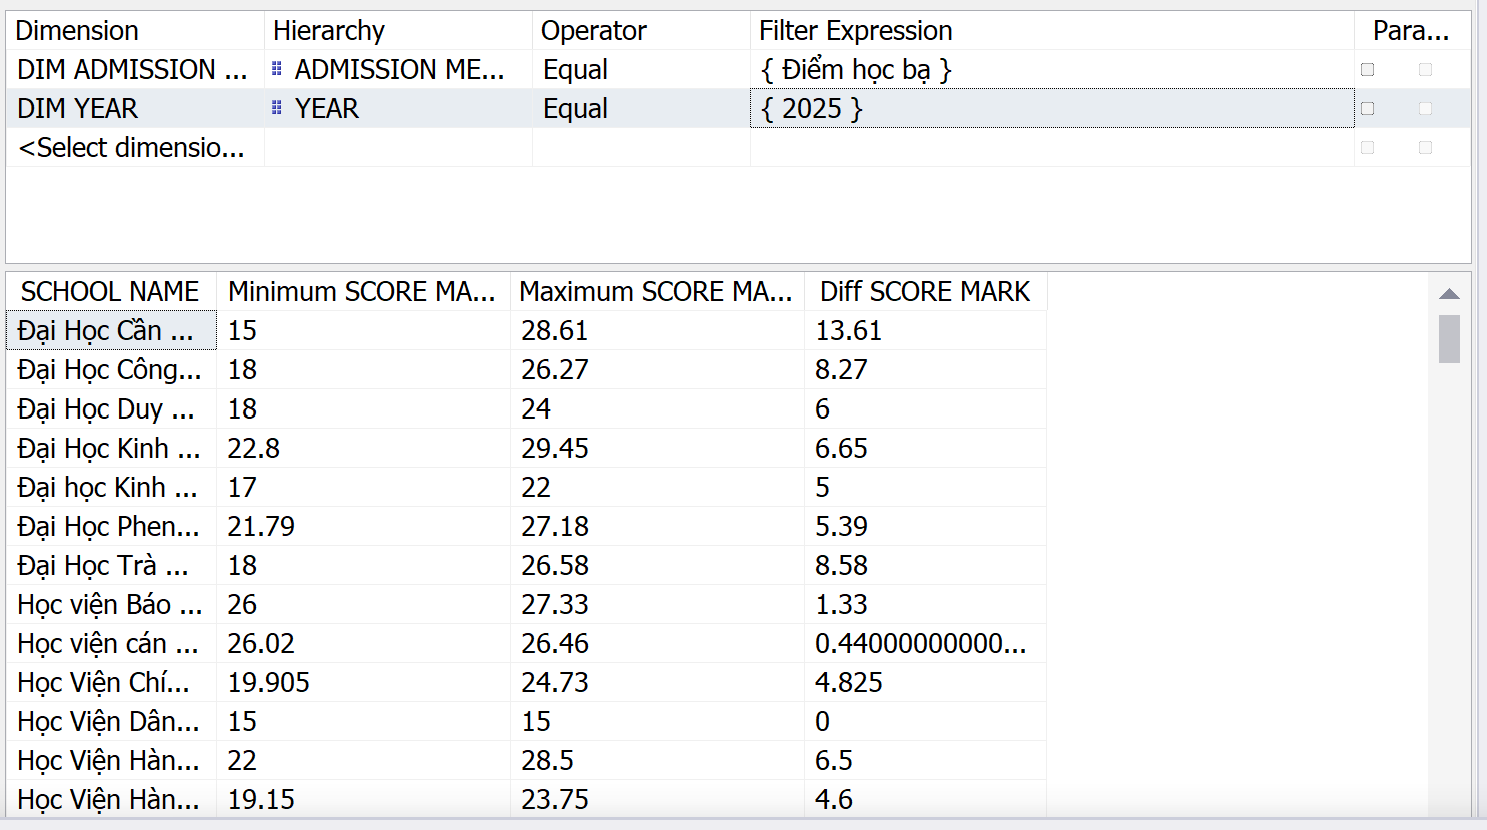 Dimension Hierarchy Operator Filter Expression Para...
DIM ADMISSION ... ADMISSION ME... Equal { Điểm học bạ }
DIM YEAR YEAR Equal { 2025 }
<Select dimensio...
SCHOOL NAME Minimum SCORE MA... Maximum SCORE MA... Diff SCORE MARK
Đại Học Cần ... 15 28.61 13.61
Đại Học Công... 18 26.27 8.27
Đại Học Duy ... 18 24 6
Đại Học Kinh ... 22.8 29.45 6.65
Đại học Kinh ... 17 22 5
Đại Học Phen... 21.79 27.18 5.39
Đại Học Trà ... 18 26.58 8.58
Học viện Báo ... 26 27.33 1.33
Học viện cán ... 26.02 26.46 0.44000000000...
Học Viện Chí... 19.905 24.73 4.825
Học Viện Dân... 15 15 0
Học Viện Hàn... 22 28.5 6.5
Học Viện Hàn... 19.15 23.75 4.6